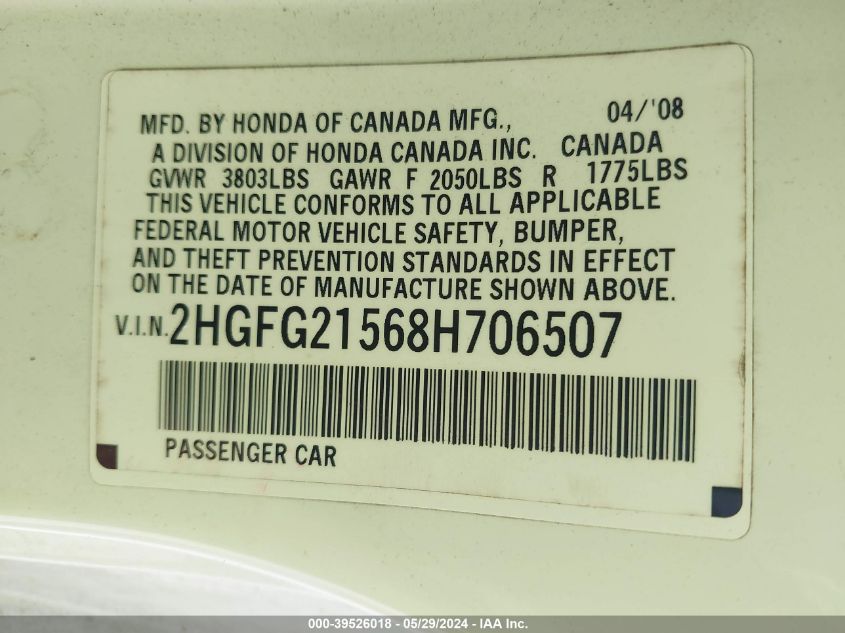 MFD. BY HONDA OF CANADA MFG., 04/'08
A DIVISION OF HONDA CANADA INC. CANADA
GVWR 3803LBS GAWR F 2050LBS R 1775LBS
THIS VEHICLE CONFORMS TO ALL APPLICABLE
FEDERAL MOTOR VEHICLE SAFETY, BUMPER,
AND THEFT PREVENTION STANDARDS IN EFFECT
ON THE DATE OF MANUFACTURE SHOWN ABOVE.
V.I.N. 2HGFG21568H706507
PASSENGER CAR
000-39526018 - 05/29/2024 - IAA Inc.